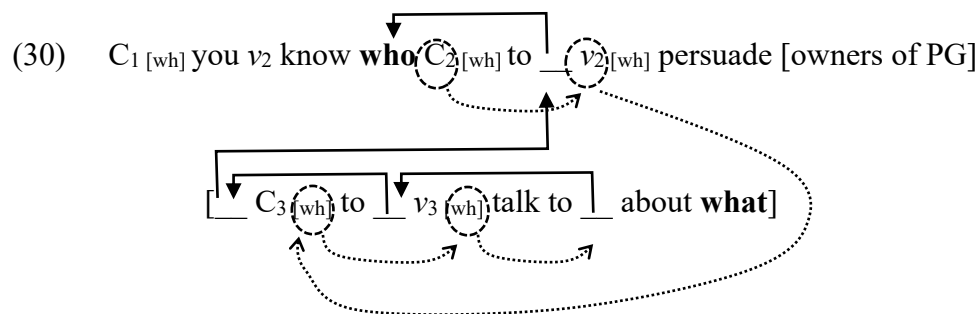 (30) C₁ [wh] you v₂ know who C₂ [wh] to __ v₂ [wh] persuade [owners of PG]
[__ C₃ [wh] to __ v₃ [wh] talk to __ about what]